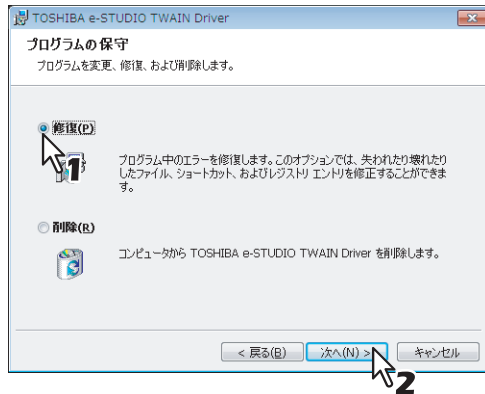 TOSHIBA e-STUDIO TWAIN Driver
プログラムの保守
プログラムを変更、修復、および削除します。
修復(P)
1
プログラム中のエラーを修復します。このオプションでは、失われたり壊れたり
したファイル、ショートカット、およびレジストリ エントリを修正することができま
す。
削除(R)
コンピュータから TOSHIBA e-STUDIO TWAIN Driver を削除します。
< 戻る(B)
次へ(N) >
キャンセル
2